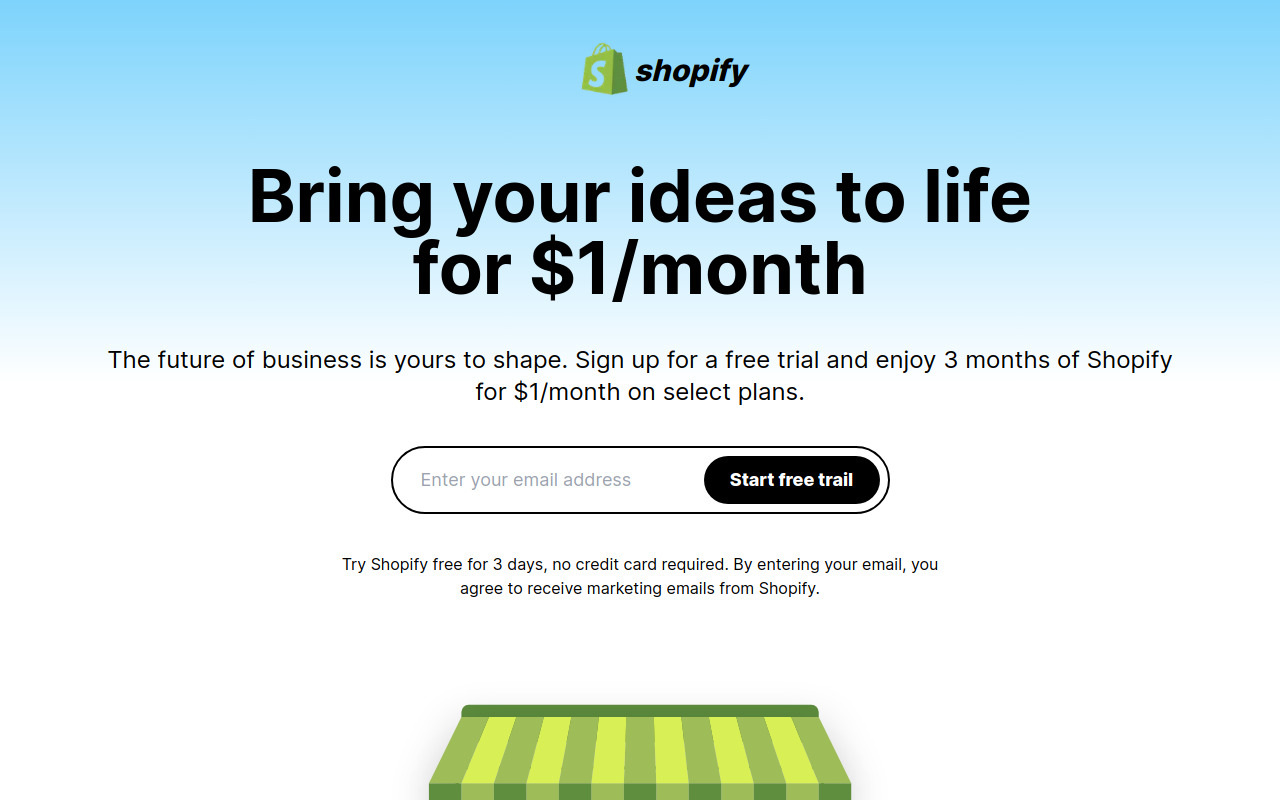 shopify
Bring your ideas to life
for $1/month
The future of business is yours to shape. Sign up for a free trial and enjoy 3 months of Shopify
for $1/month on select plans.
Enter your email address
Start free trail
Try Shopify free for 3 days, no credit card required. By entering your email, you
agree to receive marketing emails from Shopify.